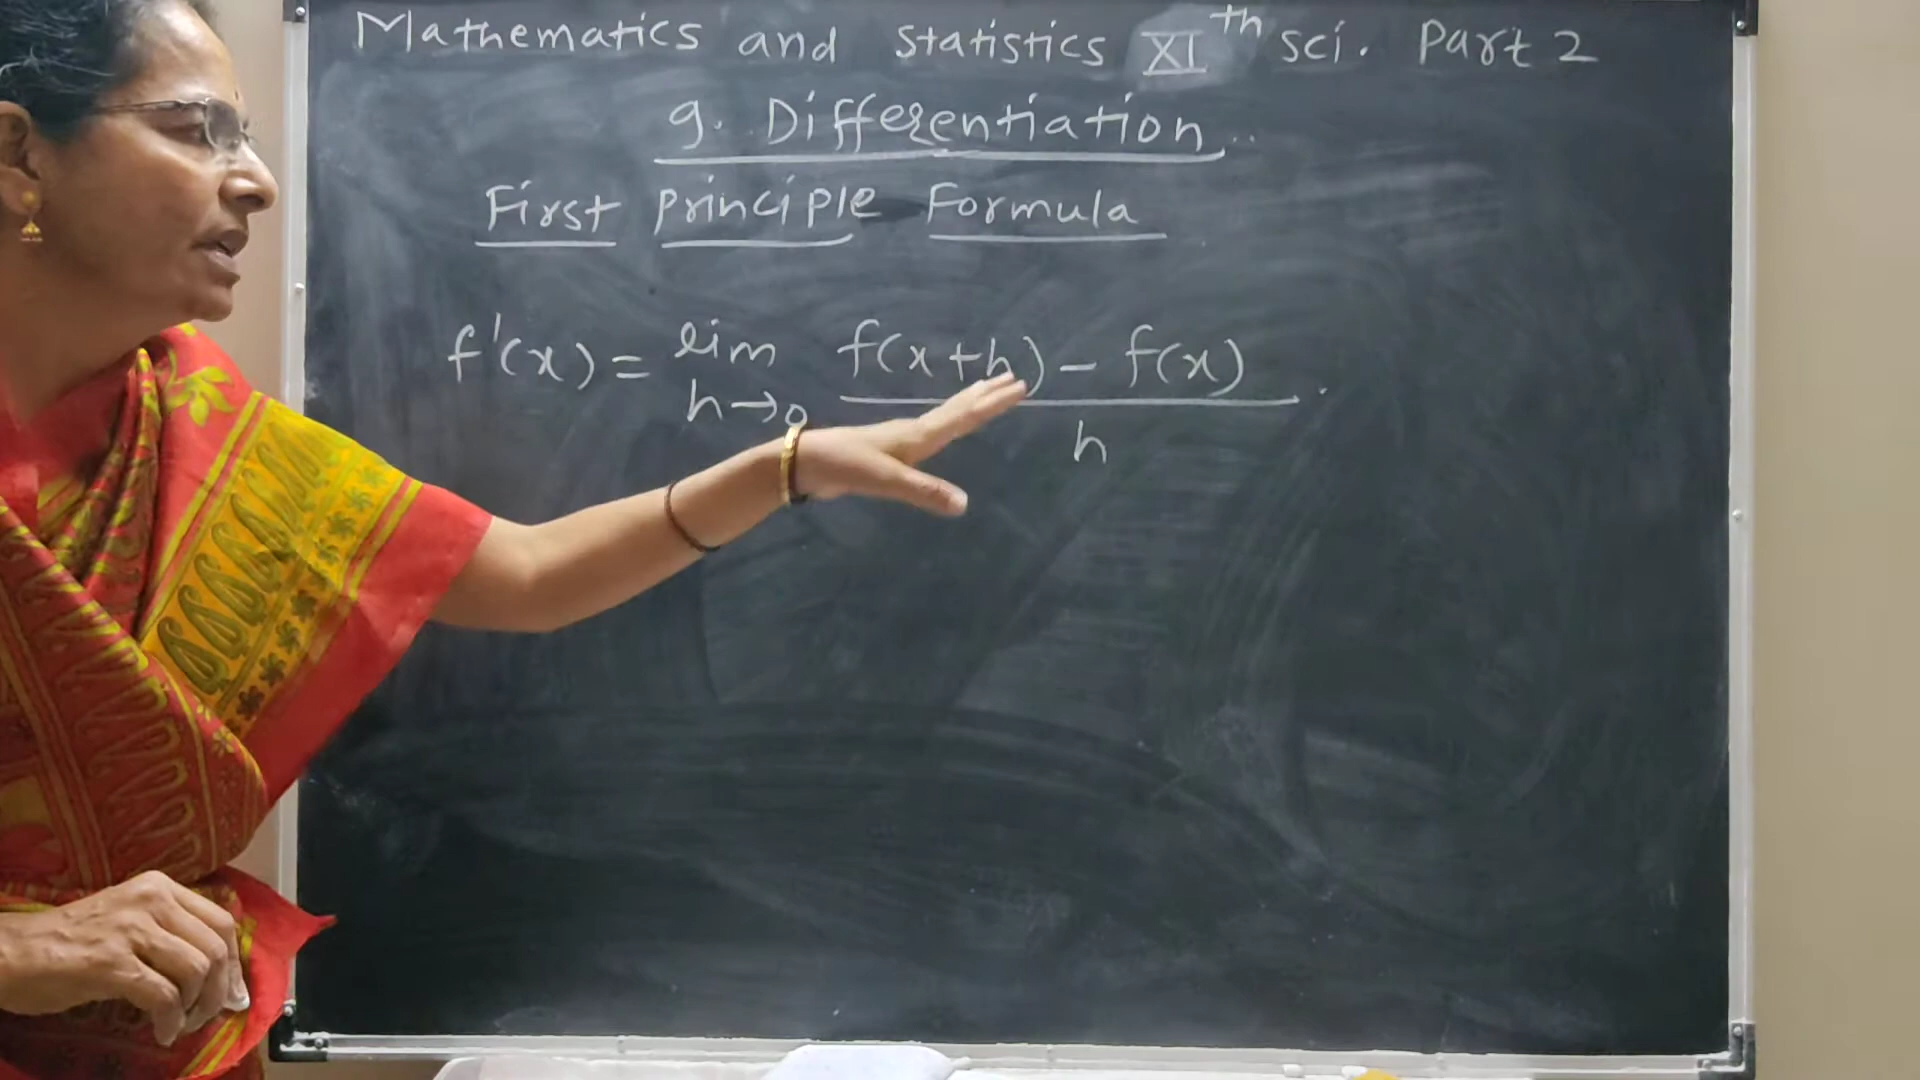 Mathematics and Statistics XI th Sci. Part 2
9. Differentiation
First Principle Formula
f'(x) = lim h→0 f(x+h) - f(x) / h